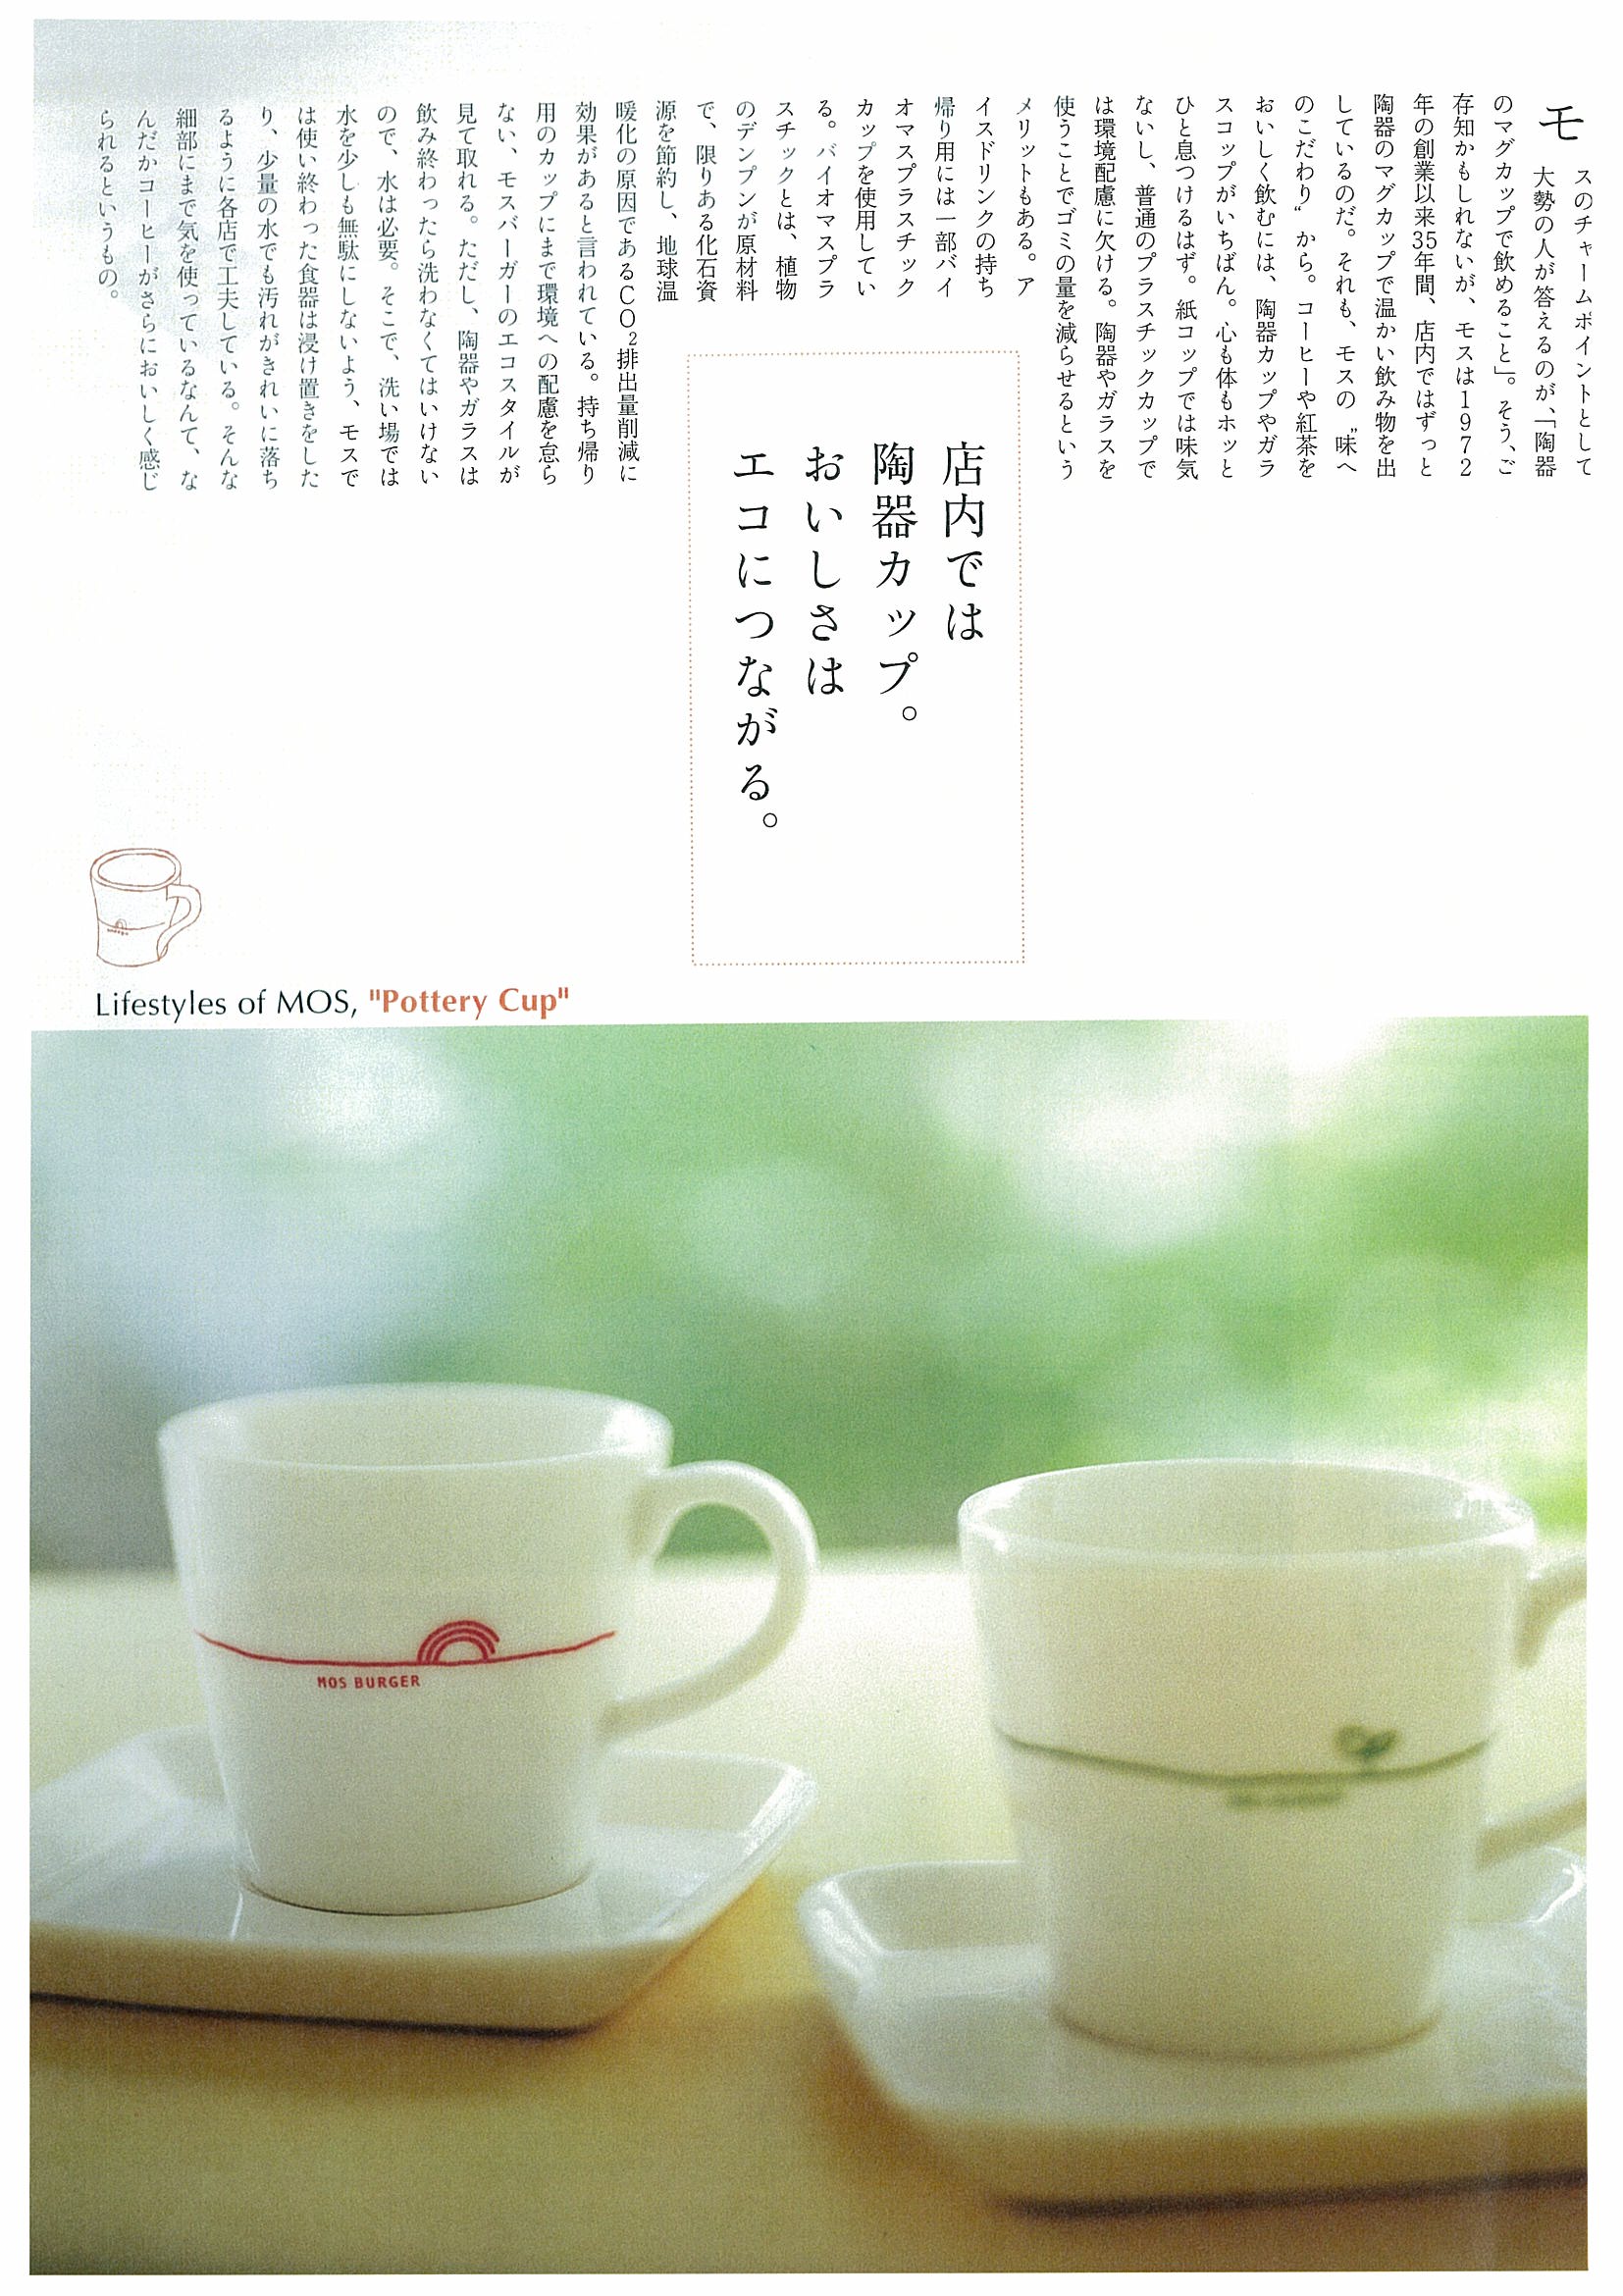 モスのチャームポイントとして
大勢の人が答えるのが、「陶器
のマグカップで飲めること」。そう、ご
存知かもしれないが、モスは1972
年の創業以来35年間、店内ではずっと
陶器のマグカップで温かい飲み物を出
しているのだ。それも、モスの〝味へ
のこだわり〟から。コーヒーや紅茶を
おいしく飲むには、陶器カップやガラ
スコップがいちばん。心も体もホッと
ひと息つけるはず。紙コップでは味気
ないし、普通のプラスチックカップで
は環境配慮に欠ける。陶器やガラスを
使うことでゴミの量を減らせるという
メリットもある。ア
イスドリンクの持ち
帰り用には一部バイ
オマスプラスチック
カップを使用してい
る。バイオマスプラ
スチックとは、植物
のデンプンが原材料
で、限りある化石資
源を節約し、地球温
暖化の原因であるCO2排出量削減に
効果があると言われている。持ち帰り
用のカップにまで環境への配慮を怠ら
ない、モスバーガーのエコスタイルが
見て取れる。ただし、陶器やガラスは
飲み終わったら洗わなくてはいけない
ので、水は必要。そこで、洗い場では
水を少しも無駄にしないよう、モスで
は使い終わった食器は浸け置きをした
り、少量の水でも汚れがきれいに落ち
るように各店で工夫している。そんな
細部にまで気を使っているなんて、な
んだかコーヒーがさらにおいしく感じ
られるというもの。
店内では
陶器カップ。
おいしさは
エコにつながる。
Lifestyles of MOS, "Pottery Cup"
MOS BURGER